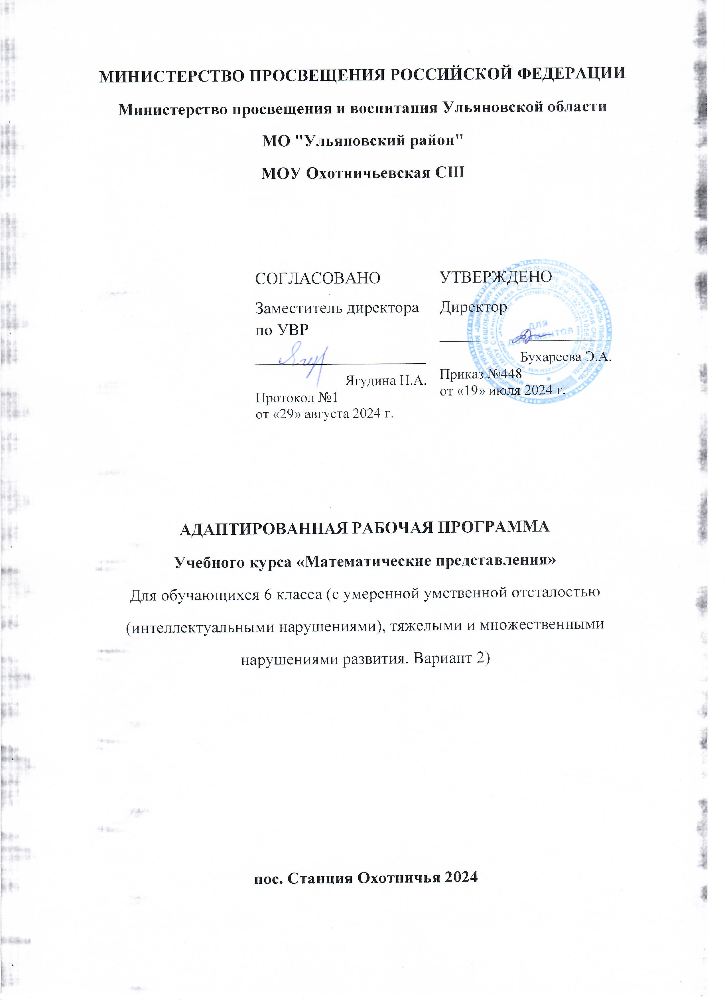 МИНИСТЕРСТВО ПРОСВЕЩЕНИЯ РОССИЙСКОЙ ФЕДЕРАЦИИ
Министерство просвещения и воспитания Ульяновской области
МО "Ульяновский район"
МОУ Охотничьевская СШ
СОГЛАСОВАНО
Заместитель директора
по УВР
Ягудина Н.А.
Протокол №1
от «29» августа 2024 г.
УТВЕРЖДЕНО
Директор
Бухареева Э.А.
Приказ №448
от «19» июля 2024 г.
ДЛЯ
ДОКУМЕНТОВ
АДАПТИРОВАННАЯ РАБОЧАЯ ПРОГРАММА
Учебного курса «Математические представления»
Для обучающихся 6 класса (с умеренной умственной отсталостью
(интеллектуальными нарушениями), тяжелыми и множественными
нарушениями развития. Вариант 2)
пос. Станция Охотничья 2024